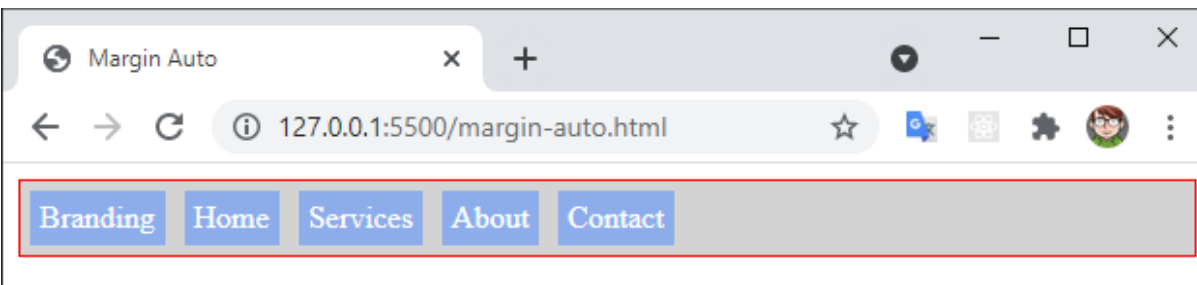 Margin Auto
127.0.0.1:5500/margin-auto.html
Branding Home Services About Contact